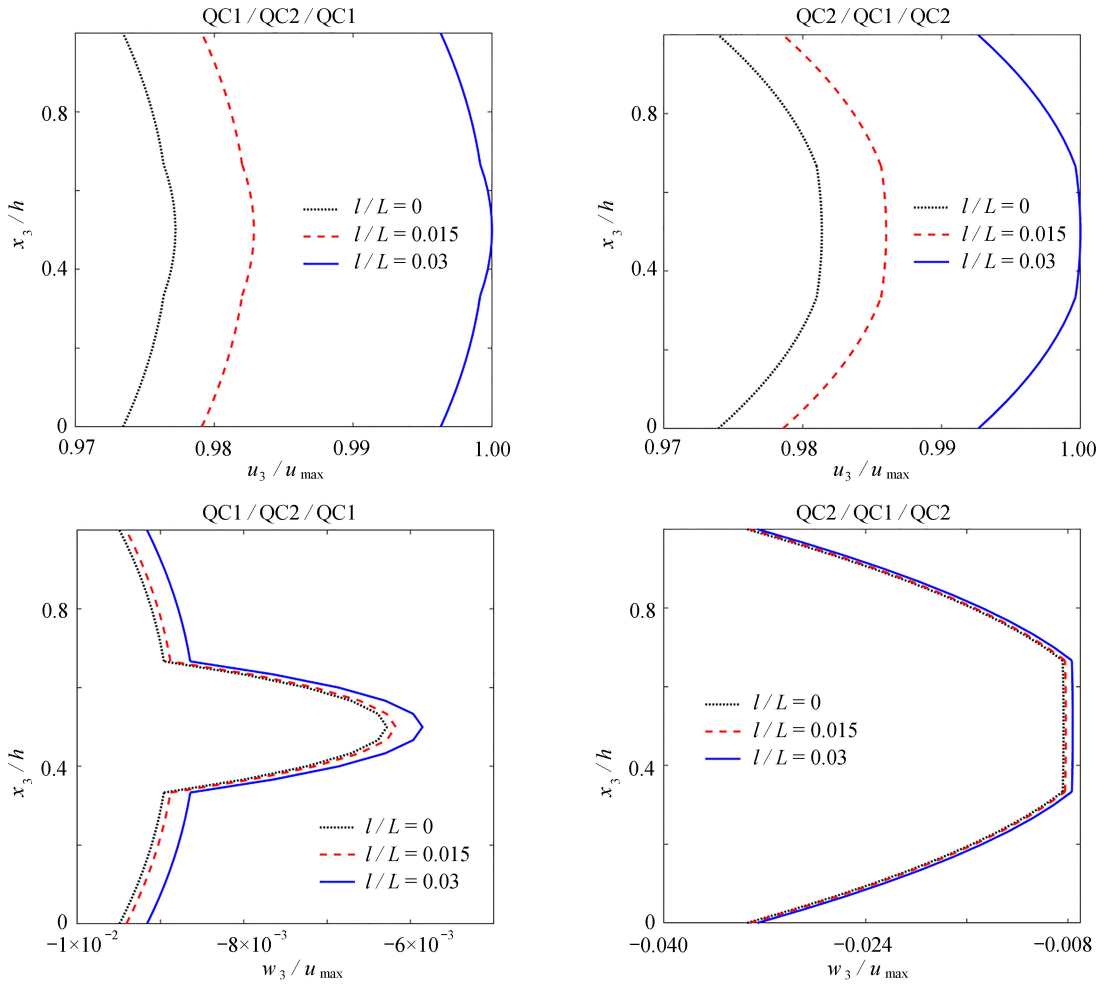 QC1 / QC2 / QC1
0.8
0.4
0
x3 / h
l / L = 0
l / L = 0.015
l / L = 0.03
0.97
0.98
0.99
1.00
u3 / umax
QC2 / QC1 / QC2
0.8
0.4
0
x3 / h
l / L = 0
l / L = 0.015
l / L = 0.03
0.97
0.98
0.99
1.00
u3 / umax
QC1 / QC2 / QC1
0.8
0.4
0
x3 / h
l / L = 0
l / L = 0.015
l / L = 0.03
−1×10−2
−8×10−3
−6×10−3
w3 / umax
QC2 / QC1 / QC2
0.8
0.4
0
x3 / h
l / L = 0
l / L = 0.015
l / L = 0.03
−0.040
−0.024
−0.008
w3 / umax